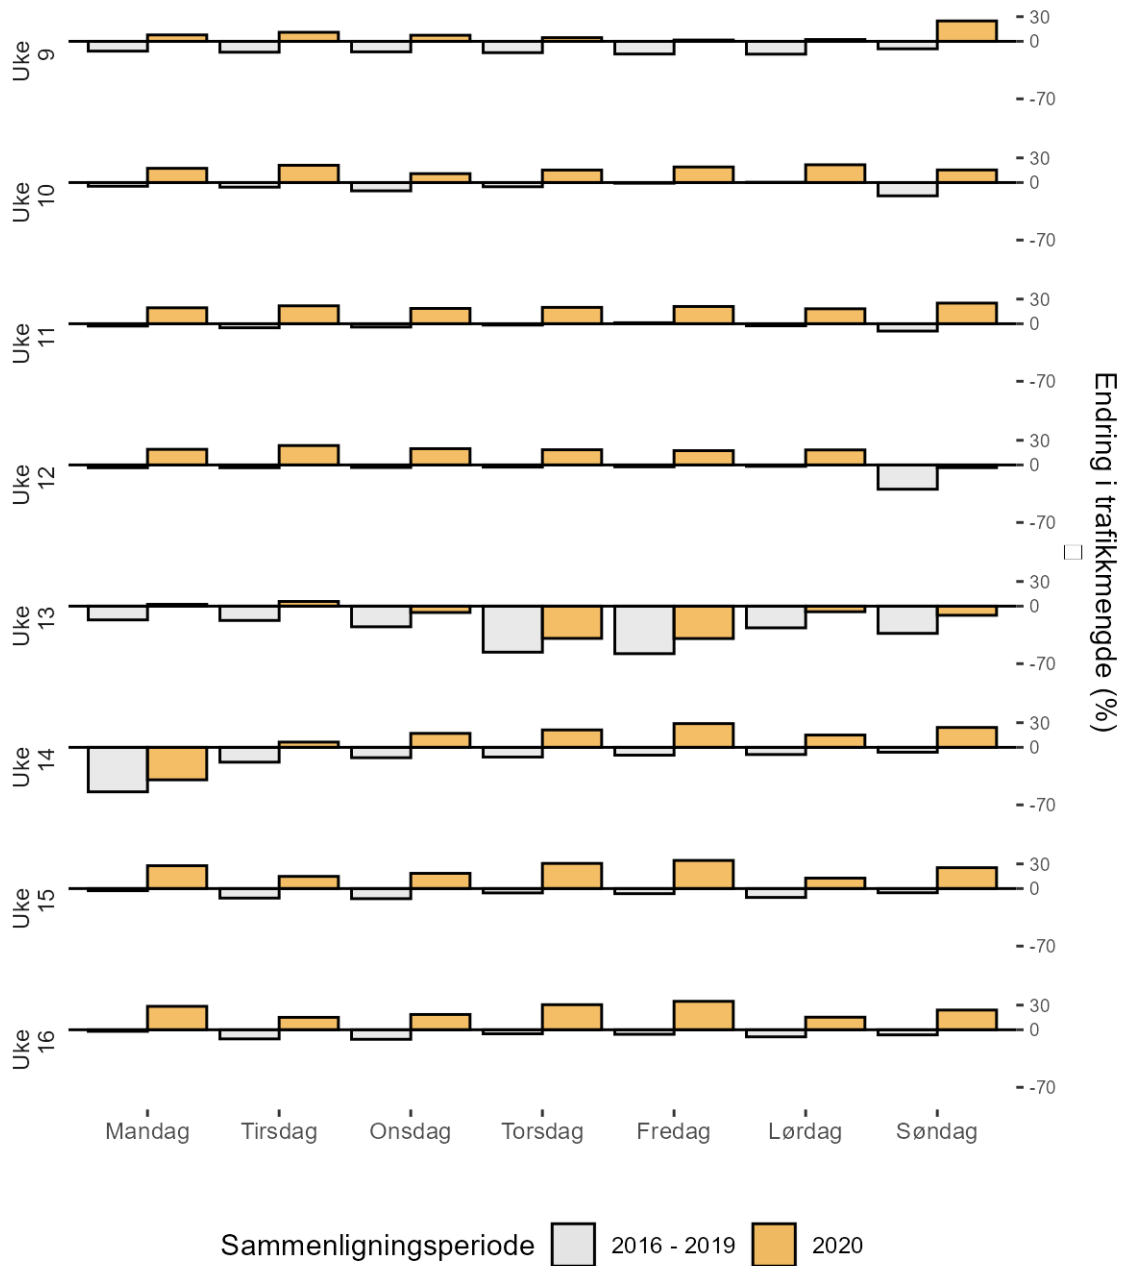 Uke 9
30
0
-70
Uke 10
30
0
-70
Uke 11
30
0
-70
Uke 12
30
0
-70
Uke 13
30
0
-70
Uke 14
30
0
-70
Uke 15
30
0
-70
Uke 16
30
0
-70
Endring i trafikkmengde (%)
Mandag Tirsdag Onsdag Torsdag Fredag Lørdag Søndag
Sammenligningsperiode 2016 - 2019 2020